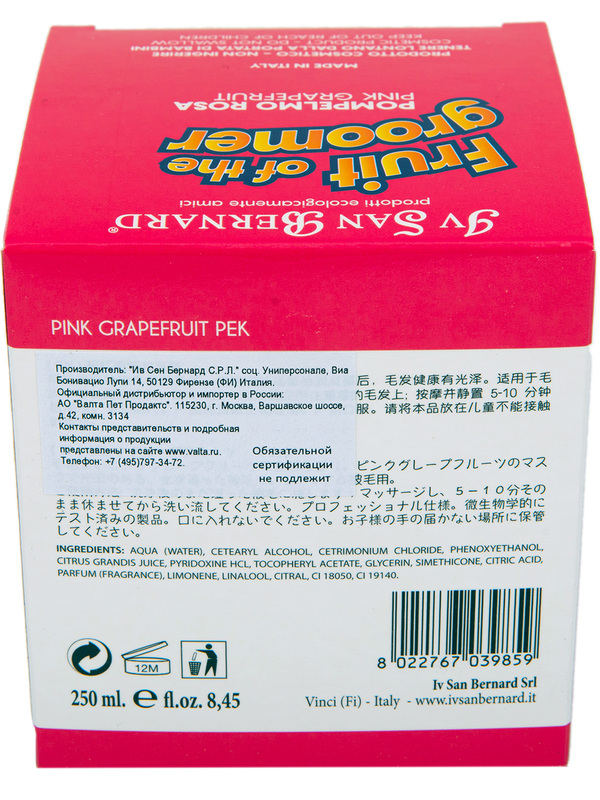 Iv San Bernard®
prodotti ecologicamente amici
Fruit of the
groomer
POMPELMO ROSA
PINK GRAPEFRUIT
MADE IN ITALY
PRODOTTO COSMETICO - NON INGERIRE
TENERE LONTANO DALLA PORTATA DI BAMBINI
COSMETIC PRODUCT - DO NOT SWALLOW
KEEP OUT OF REACH OF CHILDREN
PINK GRAPEFRUIT PEK
Производитель: "Ив Сен Бернард С.Р.Л." соц. Униперсонале, Виа
Бонивацио Лупи 14, 50129 Фирензе (ФИ) Италия.
Официальный дистрибютор и импортер в России:
АО "Валта Пет Продактс". 115230, г. Москва, Варшавское шоссе,
д.42, комн. 3134
Контакты представительств и подробная
информация о продукции
представлены на сайте www.valta.ru.
Телефон: +7 (495)797-34-72.
Обязательной
сертификации
не подлежит
后，毛发健康有光泽。适用于毛
的毛发上；按摩并静置 5-10 分钟
服。请将本品放在儿童不能接触
ピンクグレープフルーツのマス
被毛用。
マッサージし、５－１０分その
まま休ませてから洗い流してください。プロフェッショナル仕様。微生物学的に
テスト済みの製品。口に入れないでください。お子様の手の届かない場所に保管
してください。
INGREDIENTS: AQUA (WATER), CETEARYL ALCOHOL, CETRIMONIUM CHLORIDE, PHENOXYETHANOL,
CITRUS GRANDIS JUICE, PYRIDOXINE HCL, TOCOPHERYL ACETATE, GLYCERIN, SIMETHICONE, CITRIC ACID,
PARFUM (FRAGRANCE), LIMONENE, LINALOOL, CITRAL, CI 18050, CI 19140.
12M
8 022767 039859
250 ml. ℮ fl.oz. 8,45
Iv San Bernard Srl
Vinci (Fi) - Italy - www.ivsanbernard.it